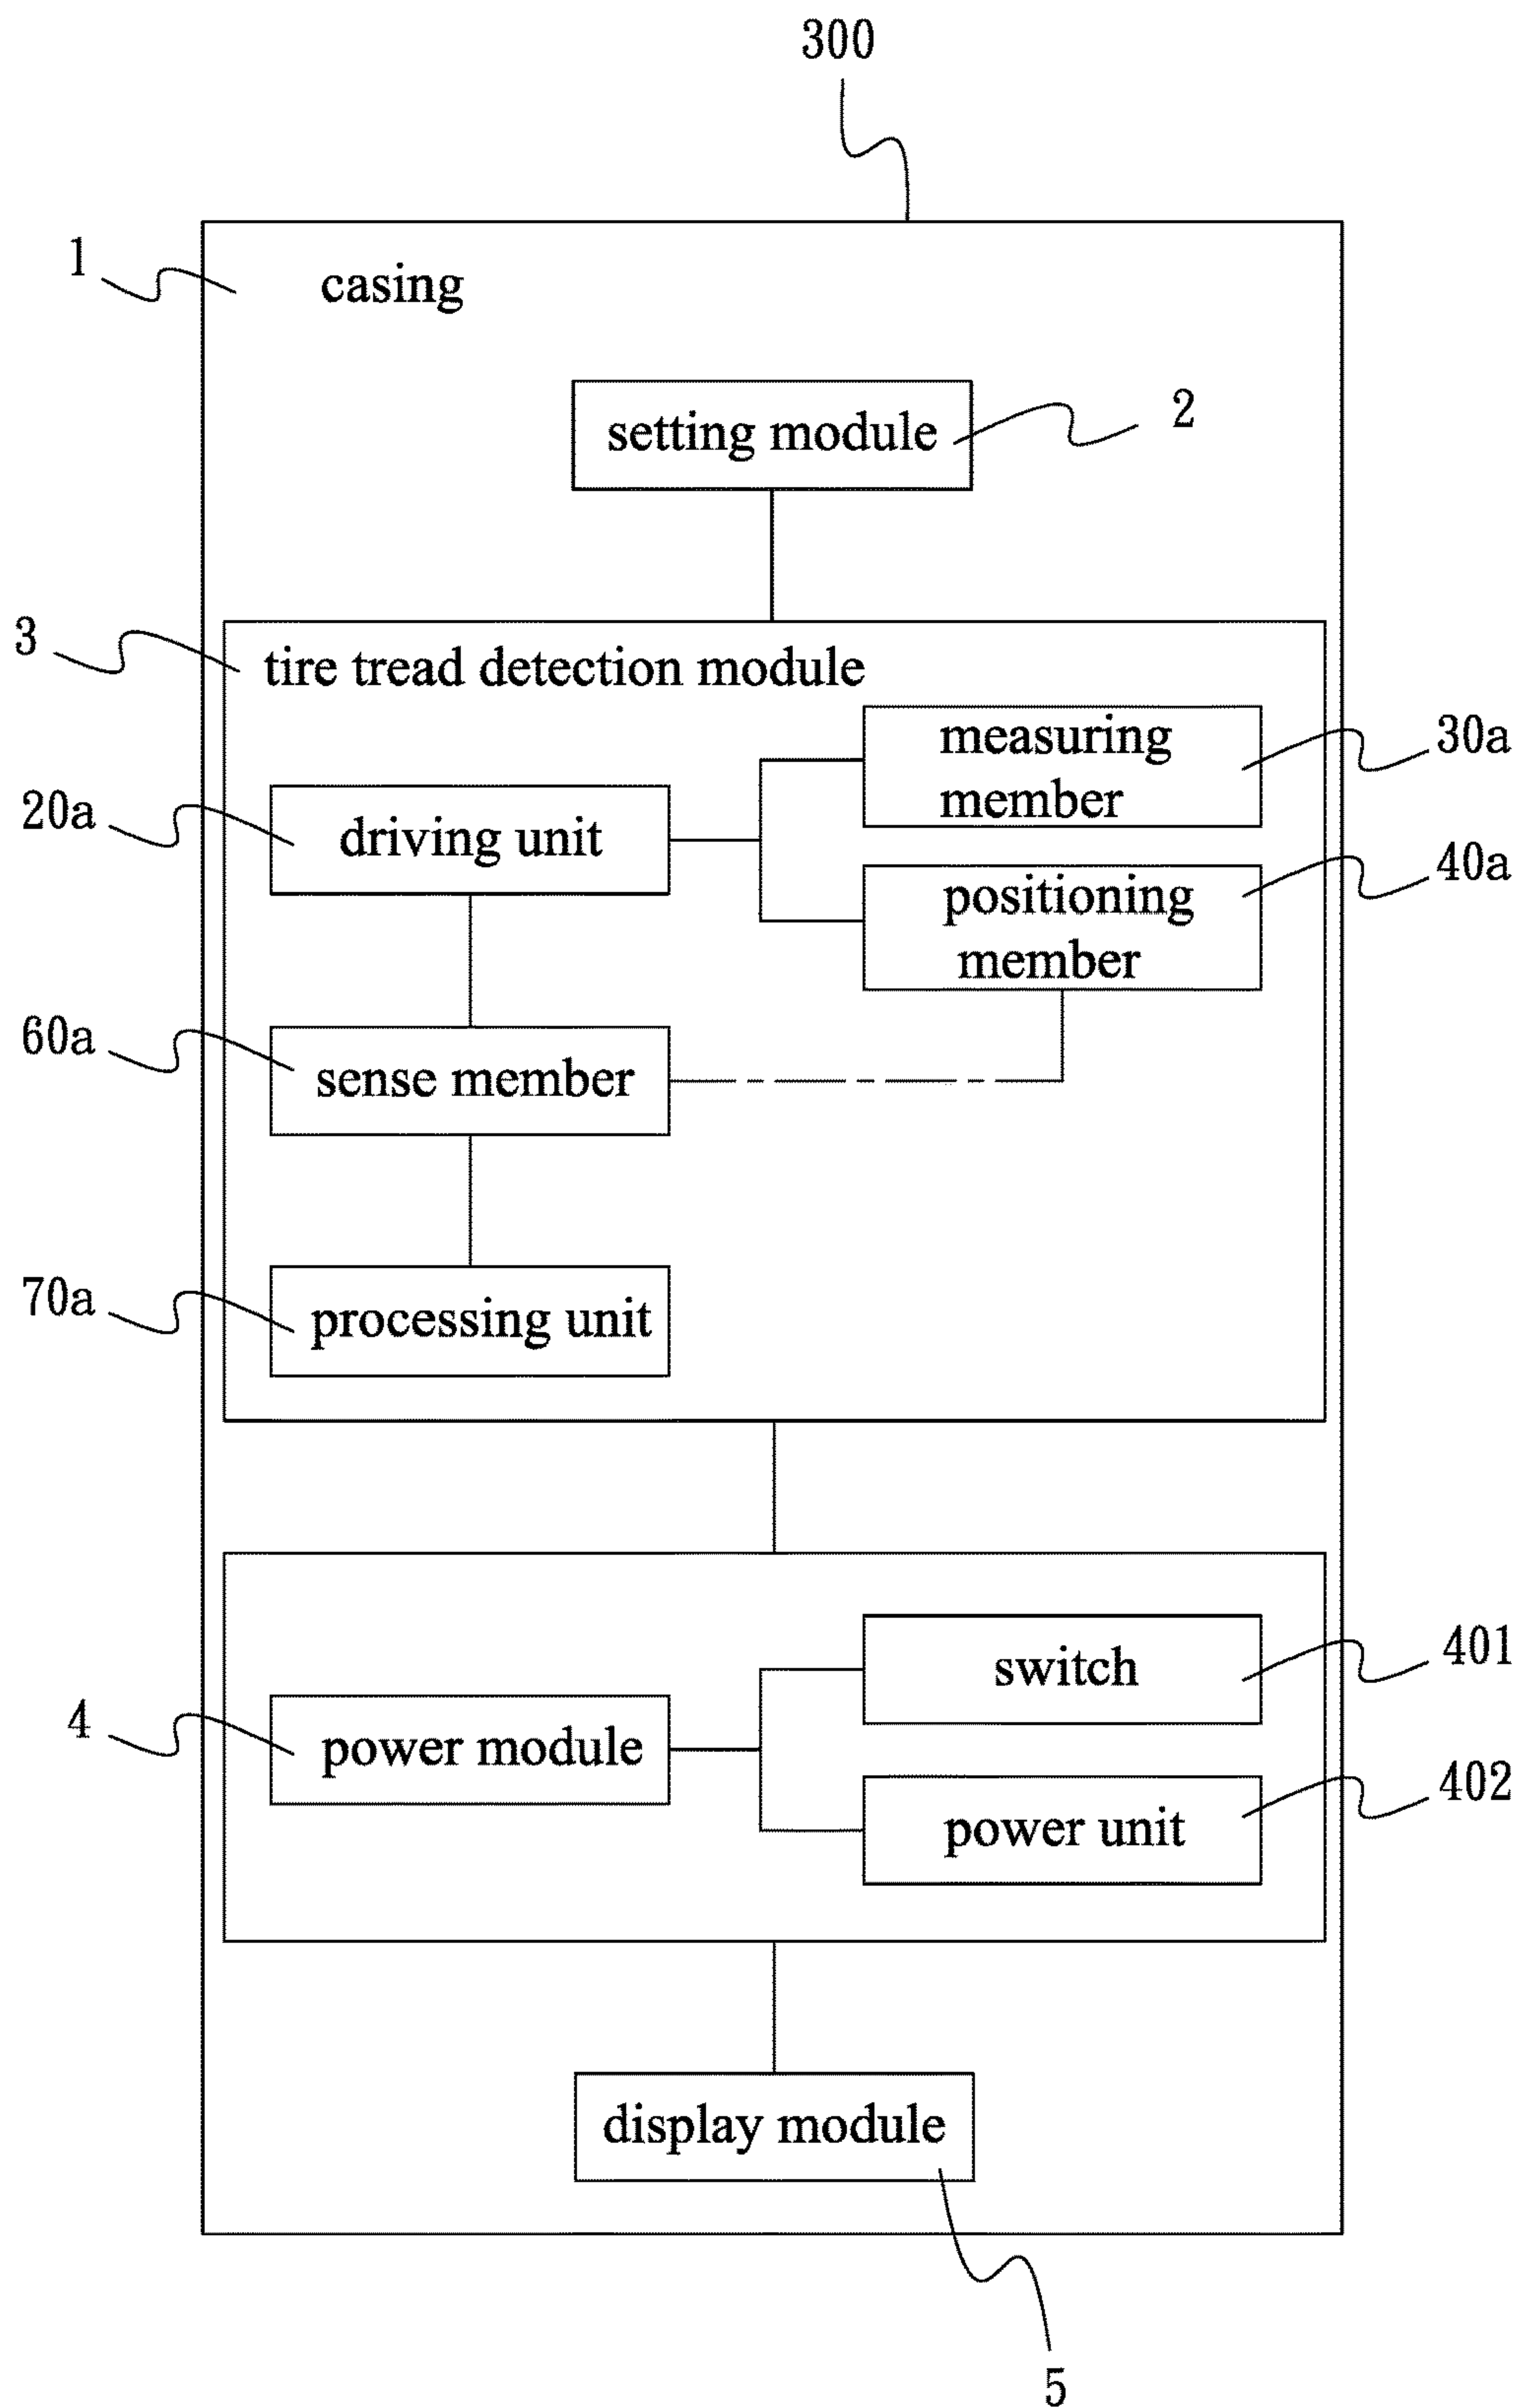 300
1
casing
setting module
2
3
tire tread detection module
measuring
member
30a
20a
driving unit
positioning
member
40a
60a
sense member
70a
processing unit
switch
401
4
power module
power unit
402
display module
5